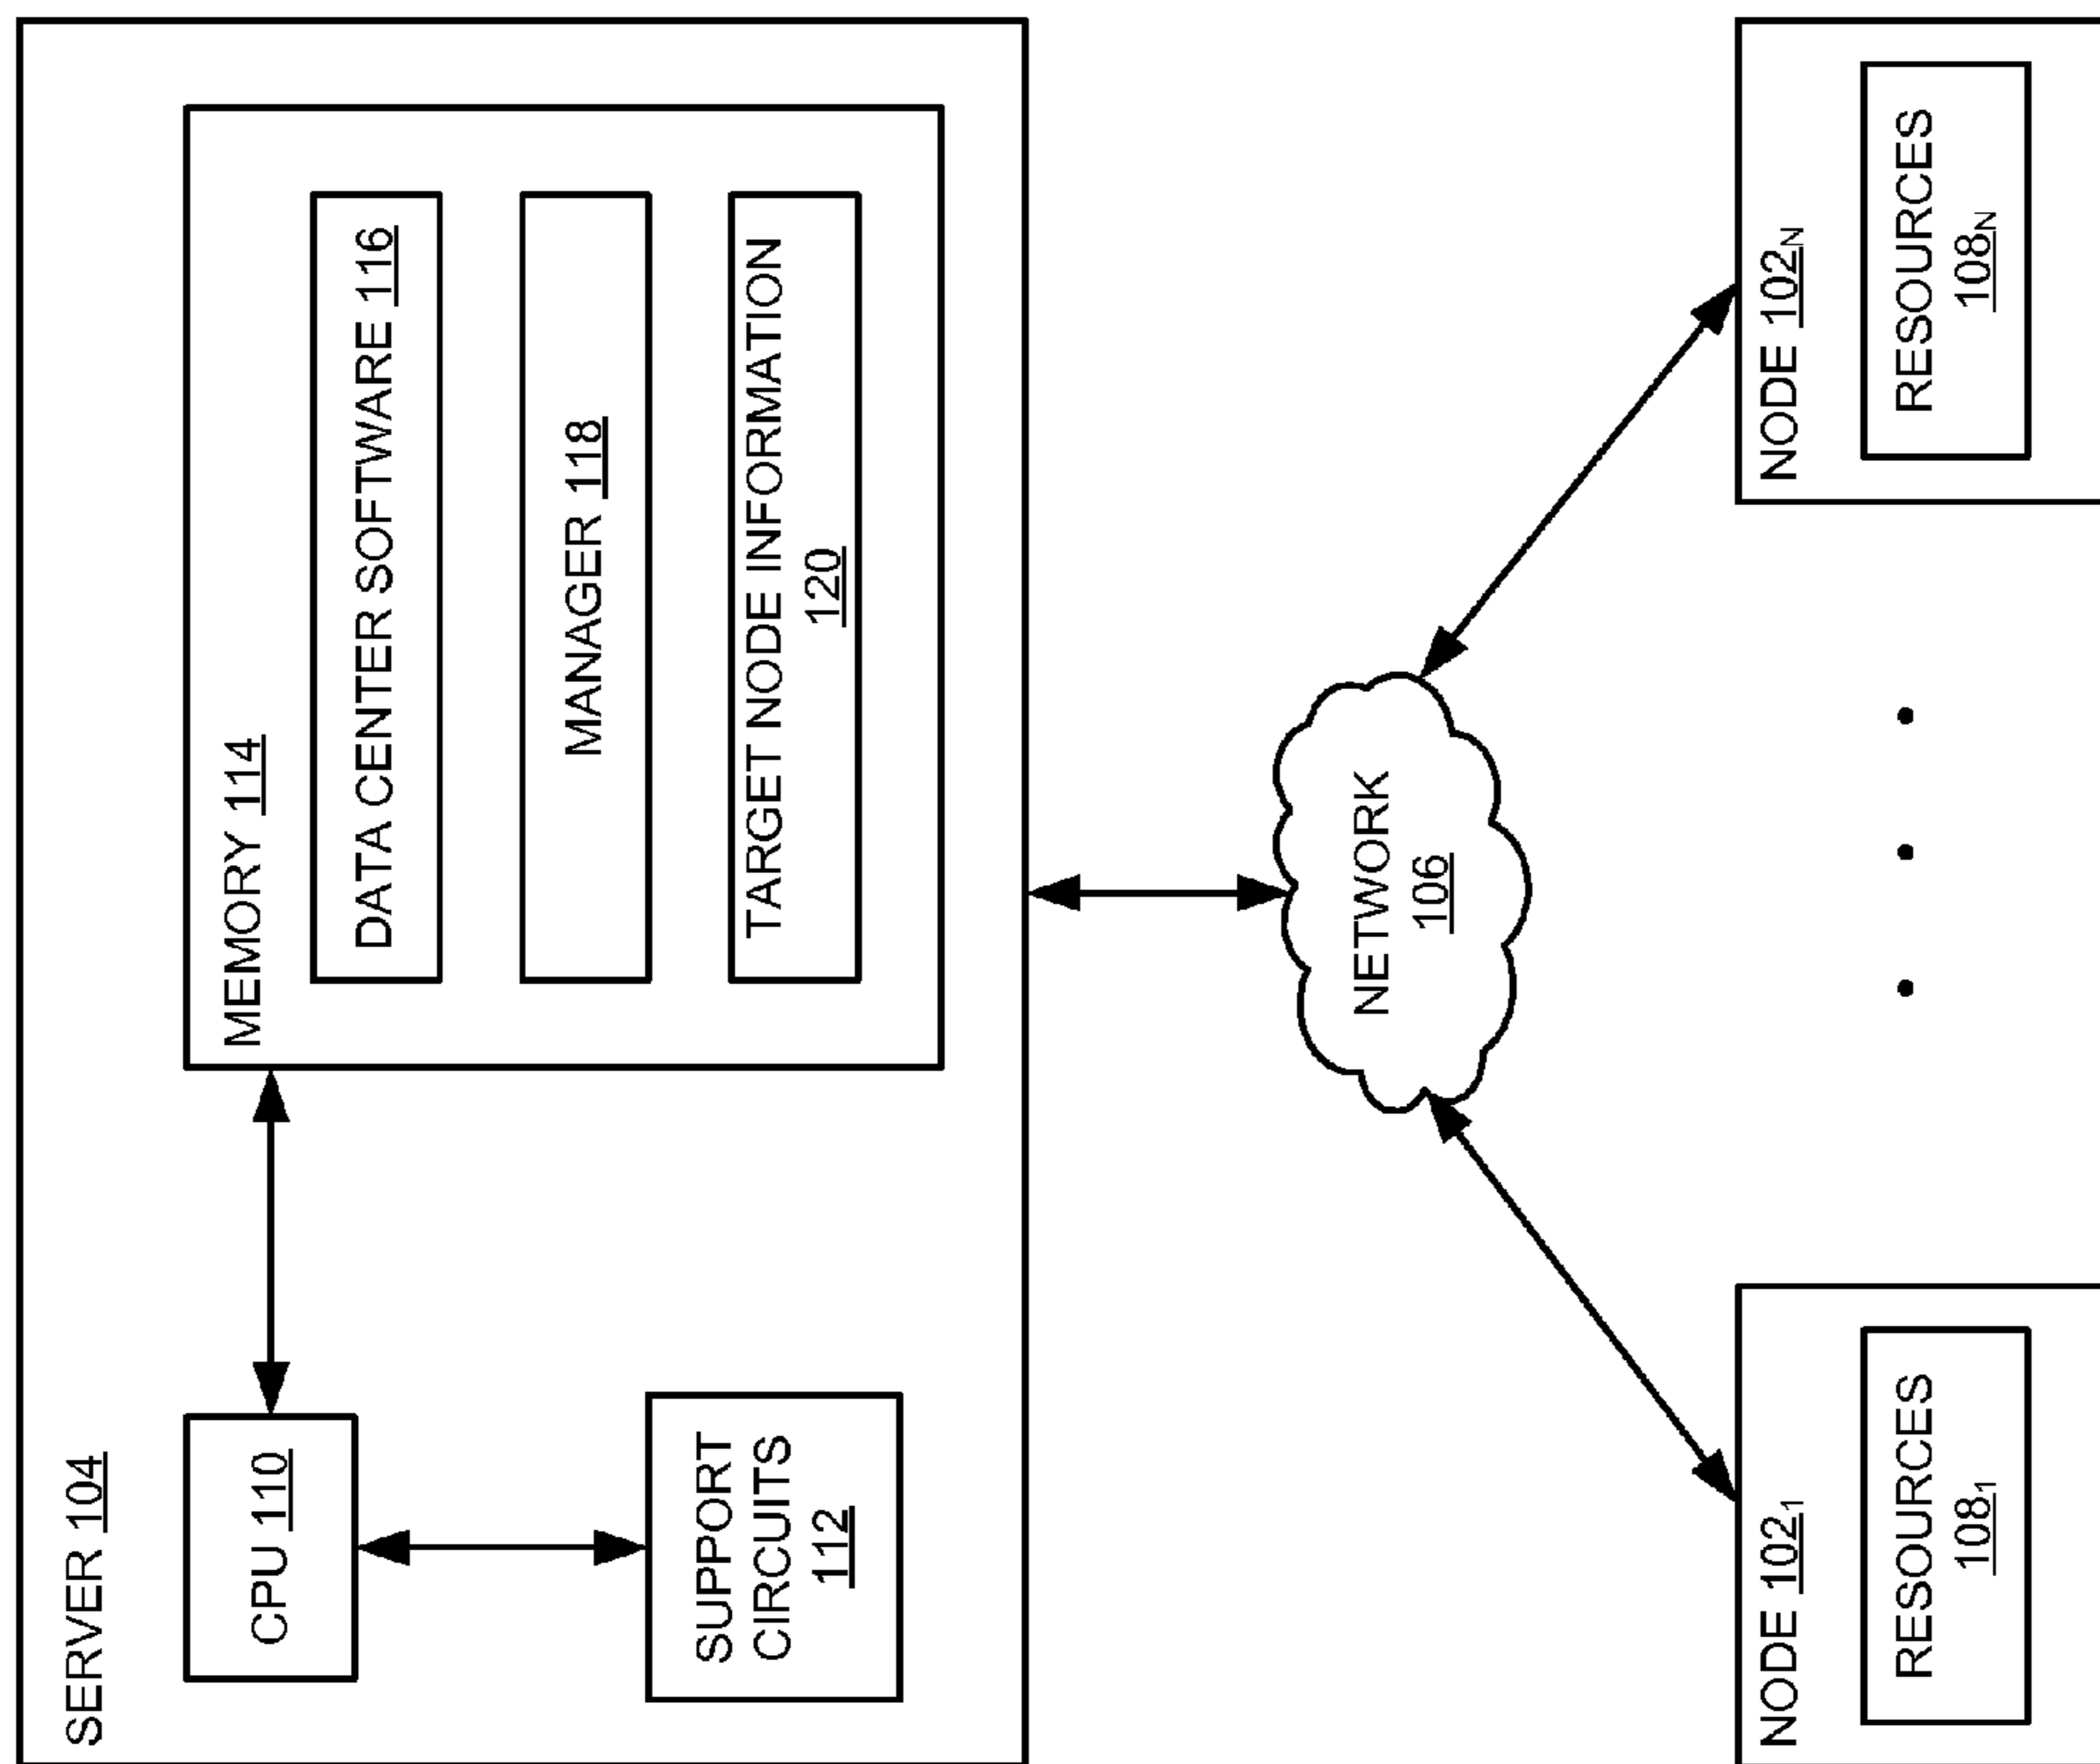 SERVER 104
CPU 110
SUPPORT
CIRCUITS
112
MEMORY 114
DATA CENTER SOFTWARE 116
MANAGER 118
TARGET NODE INFORMATION
120
NETWORK
106
NODE 102₁
RESOURCES
108₁
NODE 102N
RESOURCES
108N